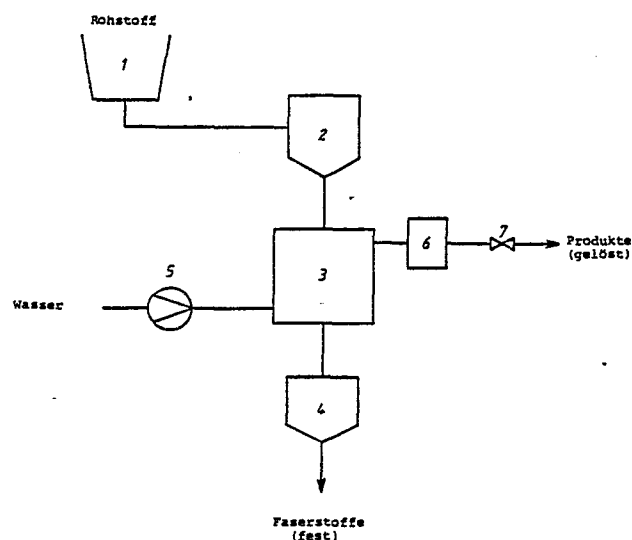 Rohstoff
1
2
3
6
7
Produkte
(gelöst)
5
Wasser
4
Faserstoffe
(fest)